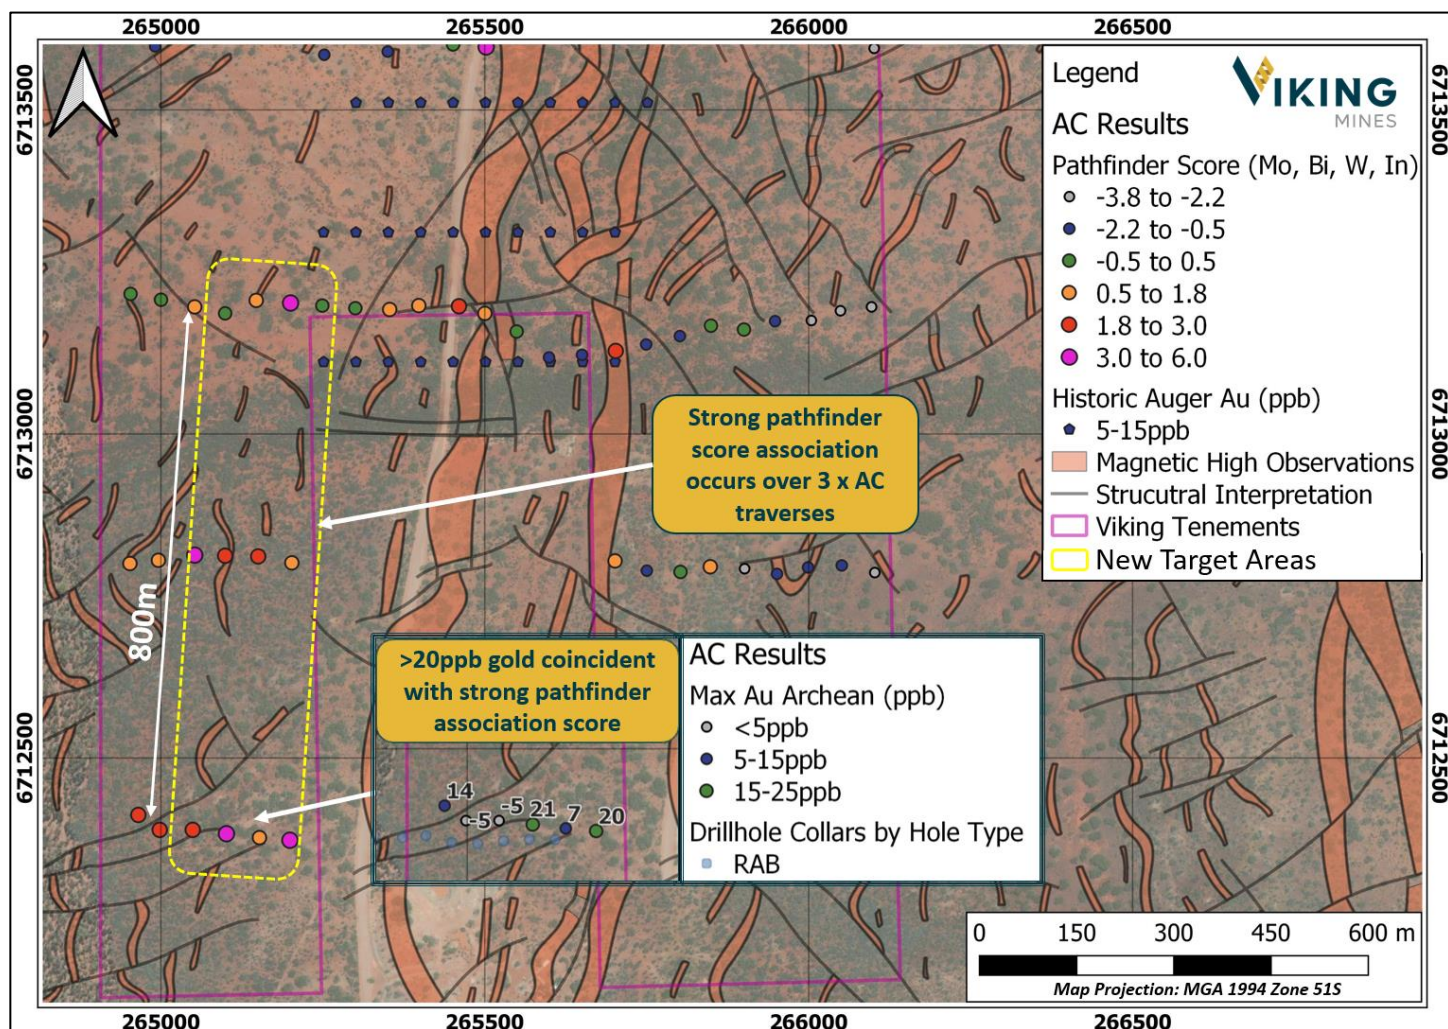 265000
265500
266000
266500
6713500
6713000
6712500
6713500
6713000
6712500
Legend
VIKING
MINES
AC Results
Pathfinder Score (Mo, Bi, W, In)
-3.8 to -2.2
-2.2 to -0.5
-0.5 to 0.5
0.5 to 1.8
1.8 to 3.0
3.0 to 6.0
Historic Auger Au (ppb)
5-15ppb
Magnetic High Observations
Strucutral Interpretation
Viking Tenements
New Target Areas
Strong pathfinder
score association
occurs over 3 x AC
traverses
800m
>20ppb gold coincident
with strong pathfinder
association score
14
-5
-5
21
7
20
AC Results
Max Au Archean (ppb)
<5ppb
5-15ppb
15-25ppb
Drillhole Collars by Hole Type
RAB
0 150 300 450 600 m
Map Projection: MGA 1994 Zone 51S
265000
265500
266000
266500